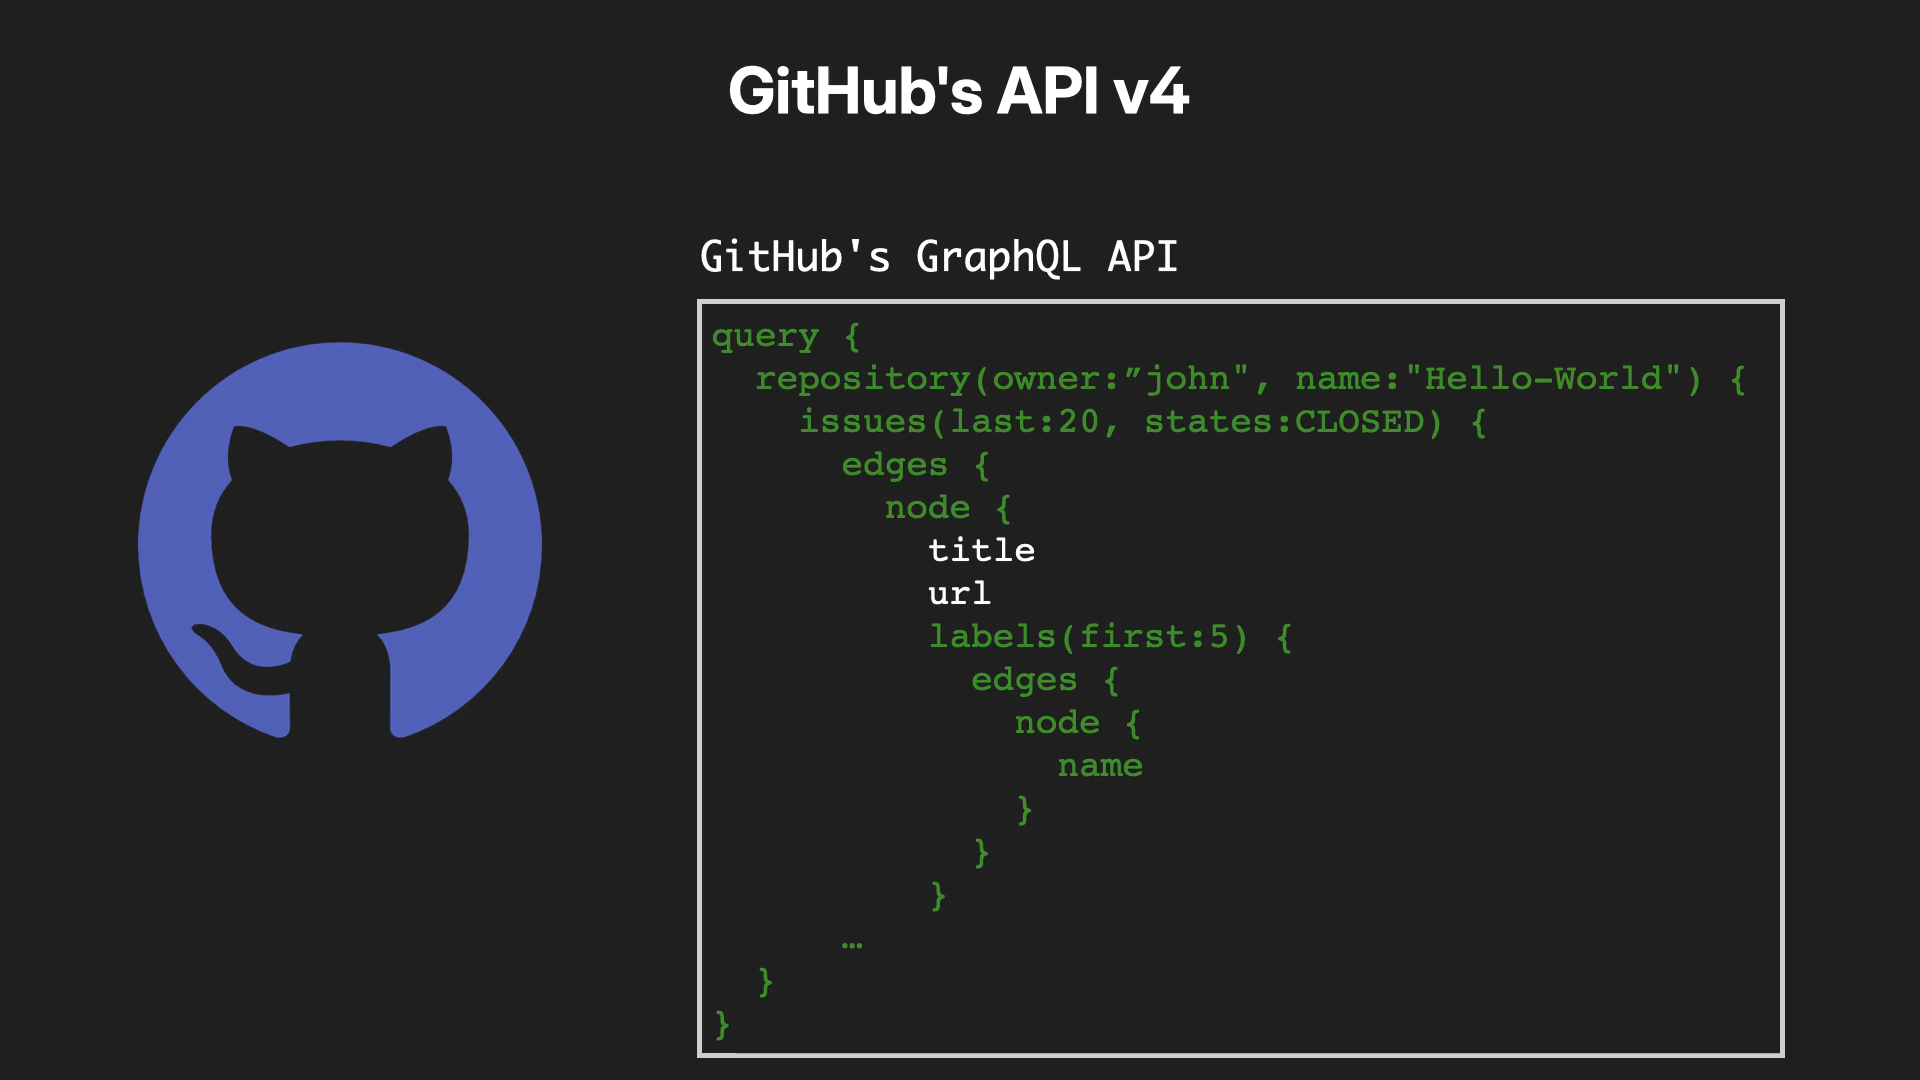 GitHub's API v4
GitHub's GraphQL API
query {
repository(owner:”john", name:"Hello-World") {
issues(last:20, states:CLOSED) {
edges {
node {
title
url
labels(first:5) {
edges {
node {
name
}
}
}
…
}
}